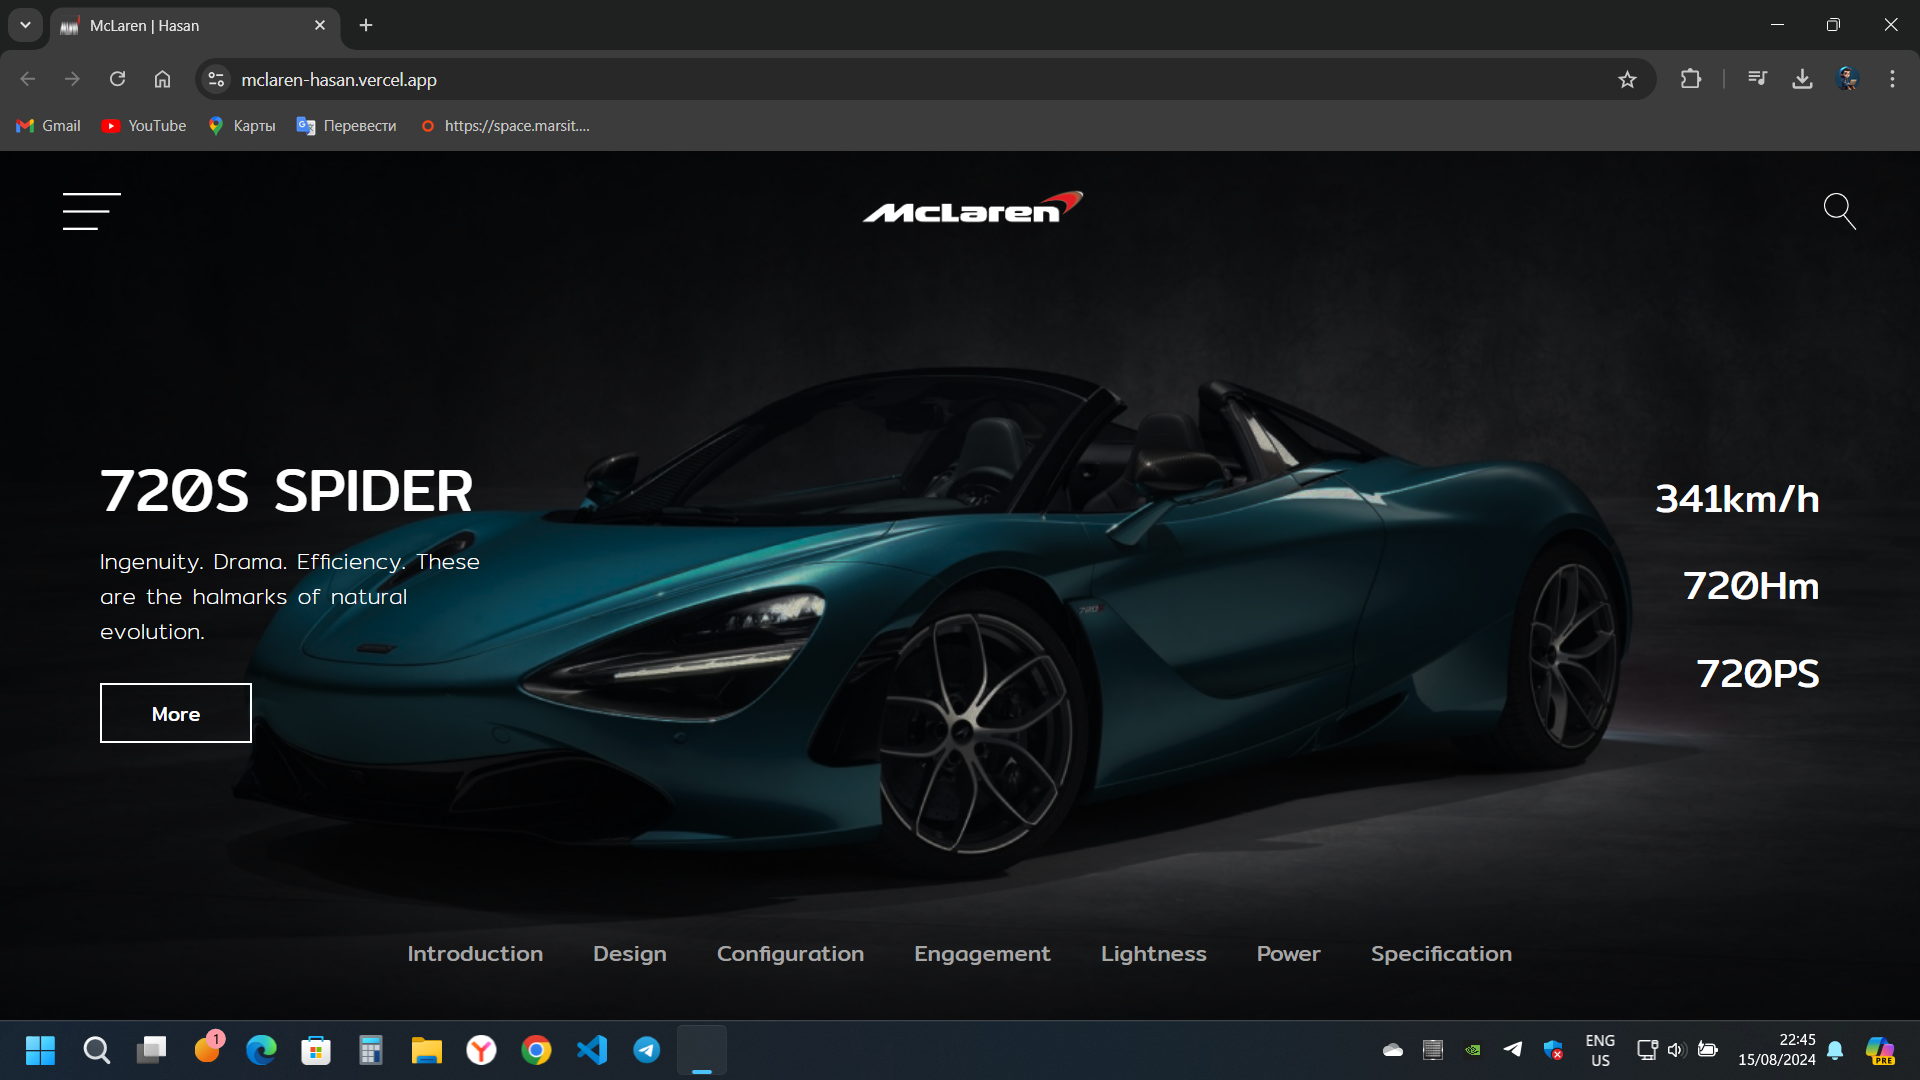 McLaren | Hasan
mclaren-hasan.vercel.app
Gmail
YouTube
Карты
Перевести
https://space.marsit....
McLaren
720S SPIDER
Ingenuity. Drama. Efficiency. These
are the halmarks of natural
evolution.
More
341km/h
720Hm
720PS
Introduction
Design
Configuration
Engagement
Lightness
Power
Specification
1
ENG
US
22:45
15/08/2024
PRE